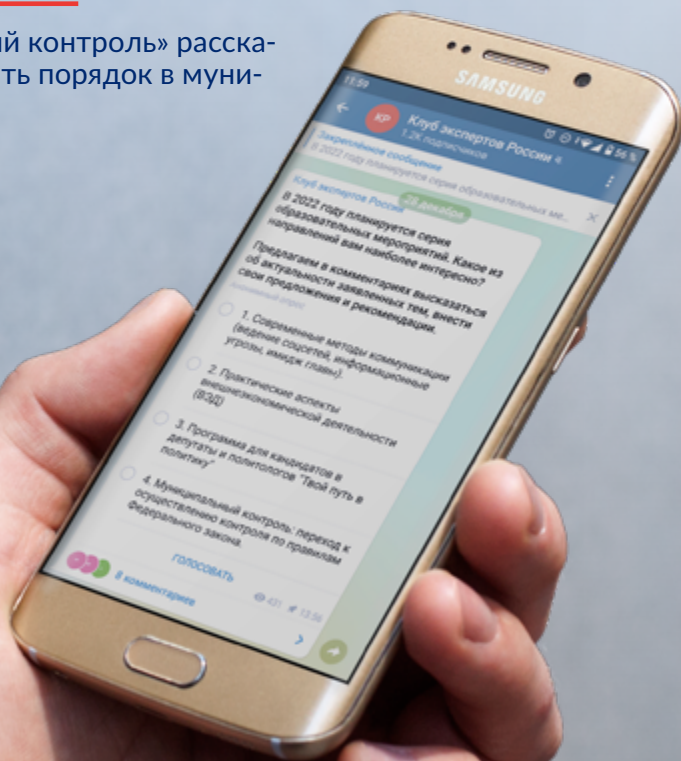 ий контроль» расска-
ть порядок в муни-
SAMSUNG
11:59
56 %
KP
Клуб экспертов России
1.2K подписчиков
Закреплённое сообщение
В 2022 году планируется серия образовательных ме...
28 декабря
Клуб экспертов России
В 2022 году планируется серия
образовательных мероприятий. Какое из
направлений вам наиболее интересно?
Предлагаем в комментариях высказаться
об актуальности заявленных тем, внести
свои предложения и рекомендации.
Анонимный опрос
1. Современные методы коммуникации
(ведение соцсетей, информационные
угрозы, имидж главы).
2. Практические аспекты
внешнеэкономической деятельности
(ВЭД)
3. Программа для кандидатов в
депутаты и политологов "Твой путь в
политику"
4. Муниципальный контроль: переход к
осуществлению контроля по правилам
Федерального закона.
ГОЛОСОВАТЬ
431
13:56
8 комментариев